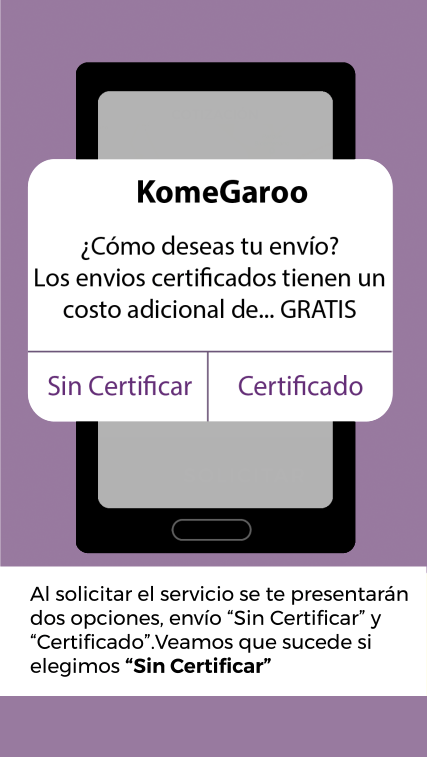 KomeGaroo
¿Cómo deseas tu envío?
Los envios certificados tienen un
costo adicional de... GRATIS
Sin Certificar
Certificado
Al solicitar el servicio se te presentarán
dos opciones, envío “Sin Certificar” y
“Certificado”.Veamos que sucede si
elegimos “Sin Certificar”